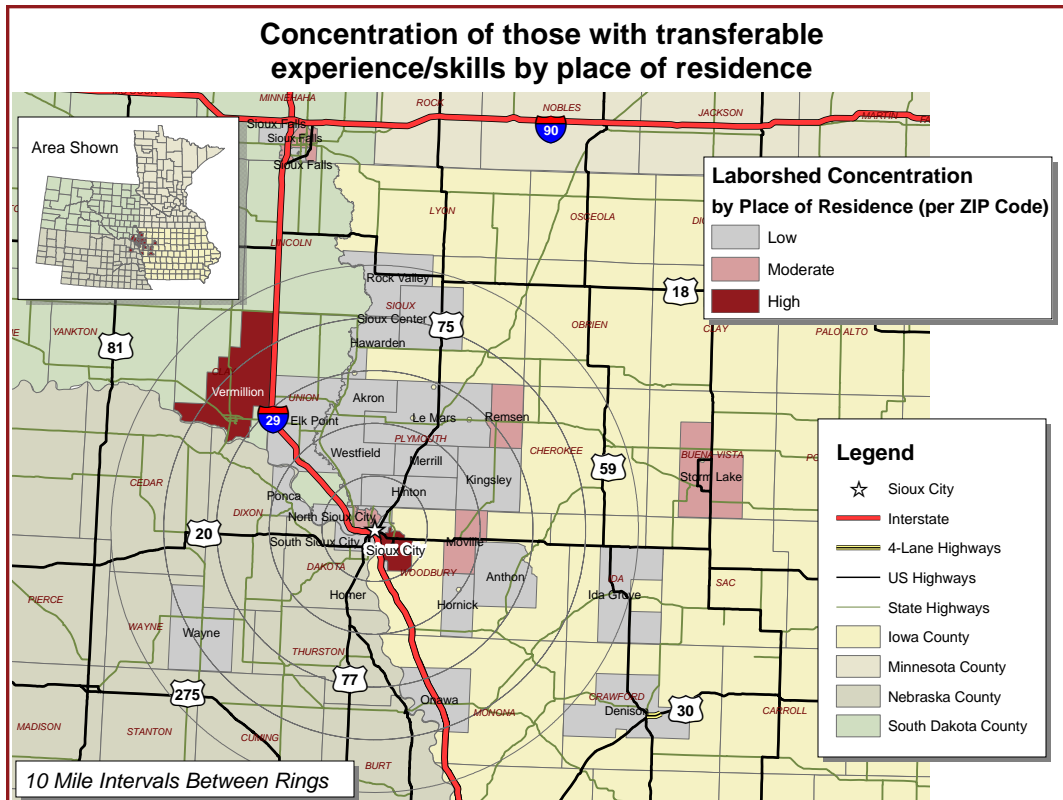 Concentration of those with transferable
experience/skills by place of residence
MINNEHAHA
ROCK
NOBLES
JACKSON
MARTIN
Sioux Falls
Sioux Falls
Sioux Falls
90
Area Shown
Laborshed Concentration
by Place of Residence (per ZIP Code)
Low
Moderate
High
LYON
OSCEOLA
LINCOLN
Rock Valley
SIOUX
18
Sioux Center
75
OBRIEN
CLAY
PALO ALTO
YANKTON
81
Hawarden
Vermillion
UNION
Akron
29
Elk Point
Le Mars
Remsen
PLYMOUTH
CHEROKEE
BUENA VISTA
Westfield
Merrill
59
Storm Lake
CEDAR
Kingsley
Ponca
Hinton
DIXON
North Sioux City
20
South Sioux City
Sioux City
Moville
DAKOTA
WOODBURY
Anthon
IDA
SAC
PIERCE
Homer
Hornick
Ida Grove
WAYNE
Wayne
THURSTON
77
275
Onawa
MONONA
CRAWFORD
Denison
30
CARROLL
MADISON
STANTON
CUMING
BURT
Legend
Sioux City
Interstate
4-Lane Highways
US Highways
State Highways
Iowa County
Minnesota County
Nebraska County
South Dakota County
10 Mile Intervals Between Rings